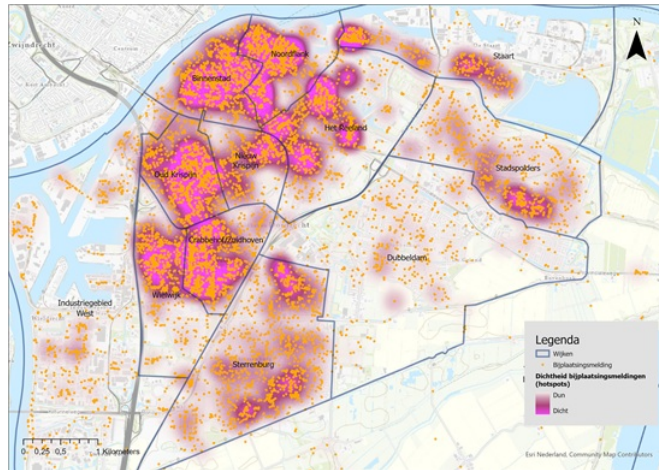 N
Noordflank
Staart
Binnenstad
Het Reeland
Nieuw
Krispijn
Stadspolders
Oud Krispijn
Crabbehof/Zuidhoven
Dubbeldam
Wielwijk
Industriegebied
West
Sterrenburg
Legenda
Wijken
Bijplaatsingsmelding
Dichtheid bijplaatsingsmeldingen
(hotspots)
Dun
Dicht
0 0.25 0,5 1 Kilometers
Esri Nederland, Community Map Contributors